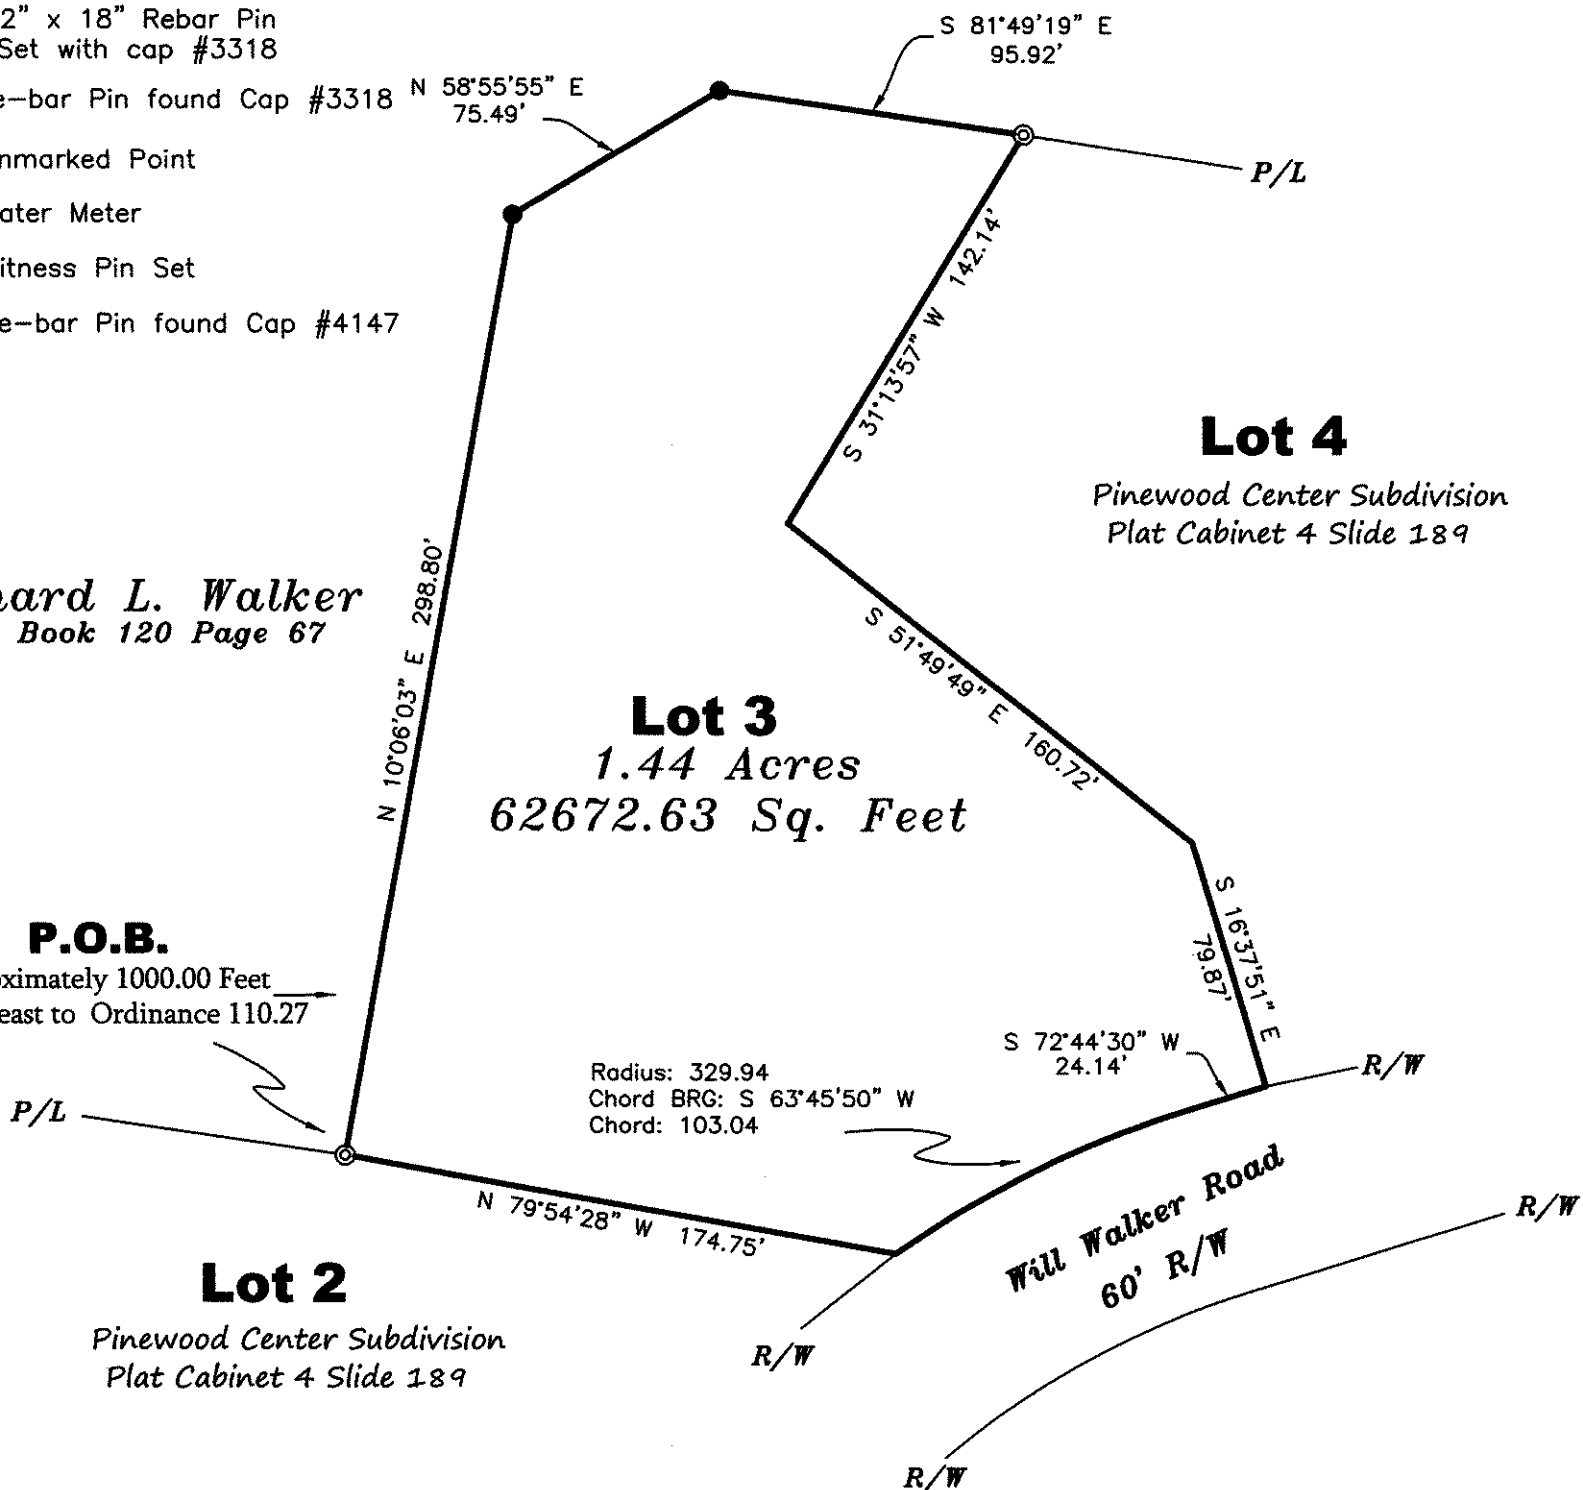 2” x 18” Rebar Pin
Set with cap #3318
e-bar Pin found Cap #3318
nmarked Point
ater Meter
itness Pin Set
e-bar Pin found Cap #4147
N 58°55'55” E
75.49'
S 81°49'19” E
95.92'
P/L
S 31°13'57” W 142.14'
Lot 4
Pinewood Center Subdivision
Plat Cabinet 4 Slide 189
ard L. Walker
Book 120 Page 67
N 10°06'03” E 298.80'
S 51°49'49” E 160.72'
Lot 3
1.44 Acres
62672.63 Sq. Feet
S 16°37'51” E
79.87'
P.O.B.
ximately 1000.00 Feet
east to Ordinance 110.27
P/L
Radius: 329.94
Chord BRG: S 63°45'50” W
Chord: 103.04
S 72°44'30” W
24.14'
R/W
N 79°54'28” W 174.75'
Will Walker Road
60' R/W
R/W
Lot 2
Pinewood Center Subdivision
Plat Cabinet 4 Slide 189
R/W
R/W